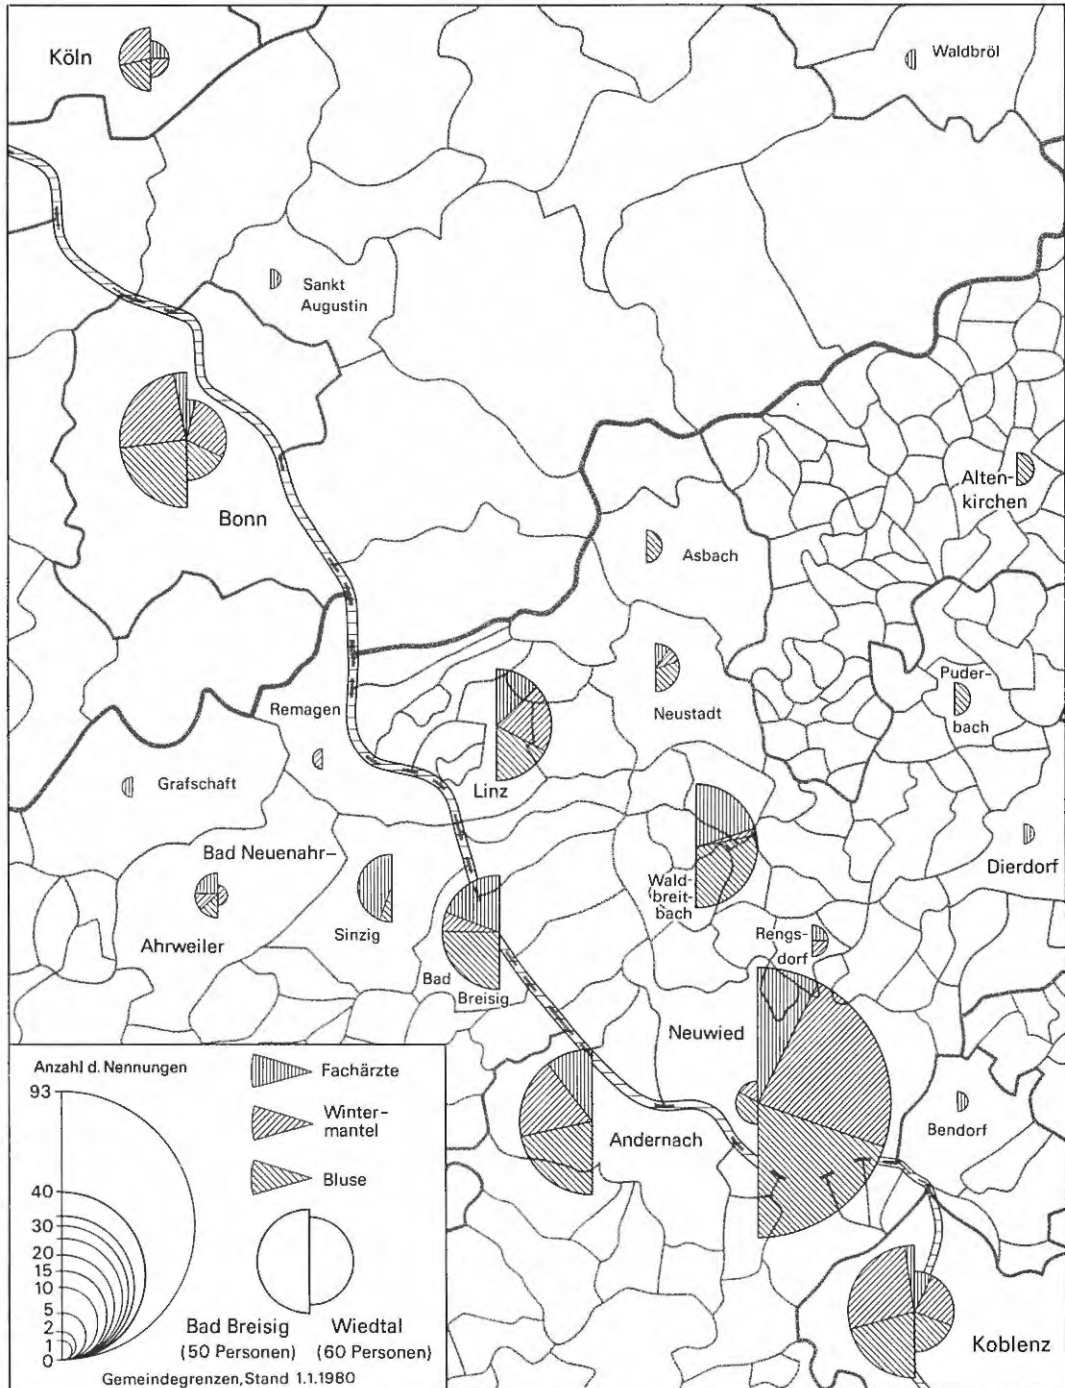 Köln
Waldbröl
Sankt
Augustin
Bonn
Alten-
kirchen
Asbach
Remagen
Neustadt
Puder-
bach
Grafschaft
Linz
Bad Neuenahr-
Ahrweiler
Sinzig
Wald-
breit-
bach
Dierdorf
Rengs-
dorf
Bad
Breisig
Neuwied
Andernach
Bendorf
Koblenz
Anzahl d. Nennungen
93
40
30
20
15
10
5
2
1
0
Fachärzte
Winter-
mantel
Bluse
Bad Breisig
(50 Personen)
Wiedtal
(60 Personen)
Gemeindegrenzen, Stand 1.1.1980